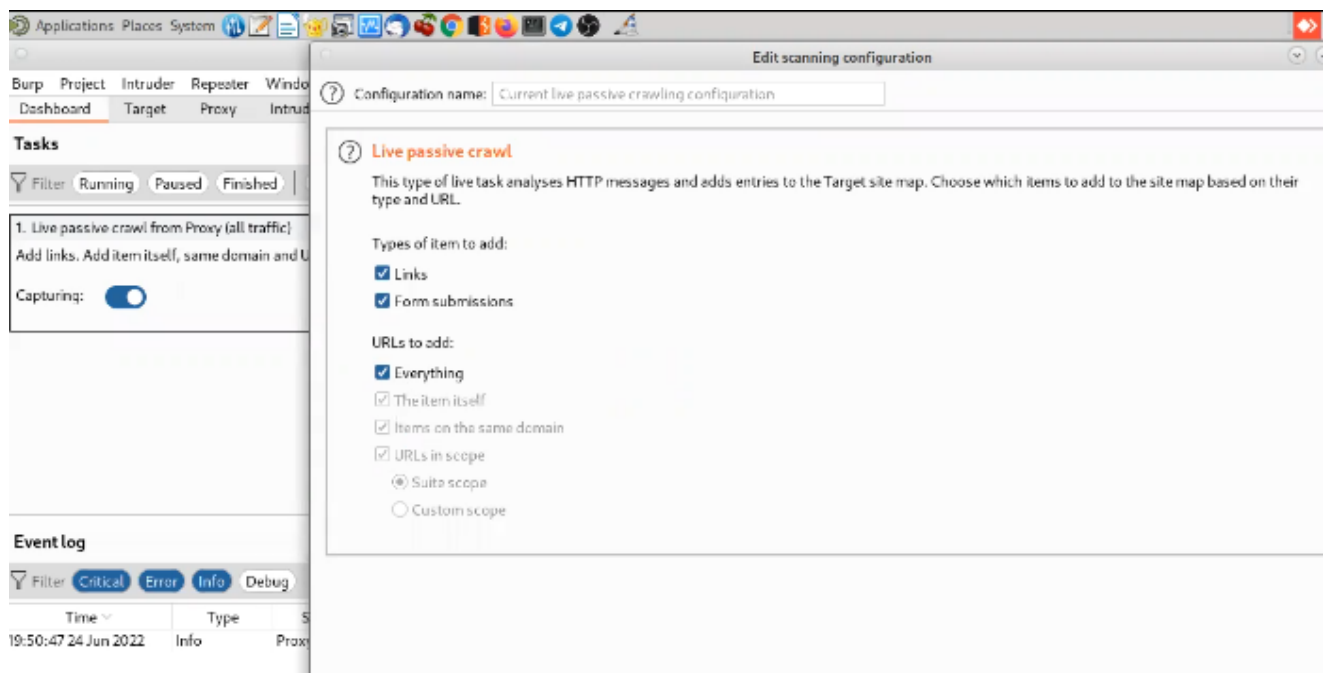 Applications Places System
Edit scanning configuration
Burp Project Intruder Repeater Windo
Dashboard Target Proxy Intrud
Configuration name: Current live passive crawling configuration
Tasks
Filter Running Paused Finished
Live passive crawl
This type of live task analyses HTTP messages and adds entries to the Target site map. Choose which items to add to the site map based on their
type and URL.
1. Live passive crawl from Proxy (all traffic)
Add links. Add item itself, same domain and U
Capturing:
Types of item to add:
Links
Form submissions
URLs to add:
Everything
The item itself
Items on the same domain
URLs in scope
Suite scope
Custom scope
Event log
Filter Critical Error Info Debug
Time Type S
19:50:47 24 Jun 2022 Info Proxy